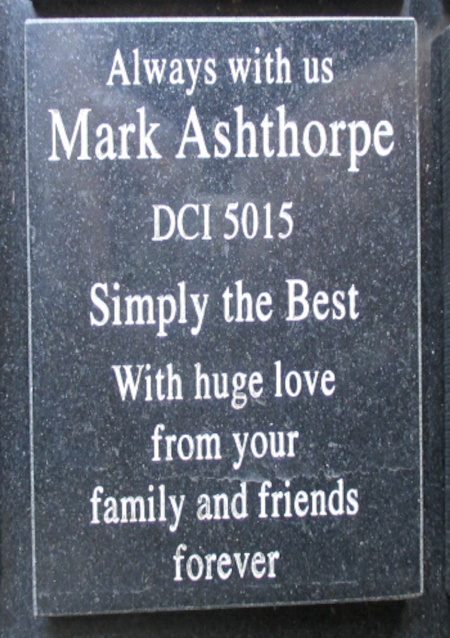 Always with us
Mark Ashthorpe
DCI 5015
Simply the Best
With huge love
from your
family and friends
forever